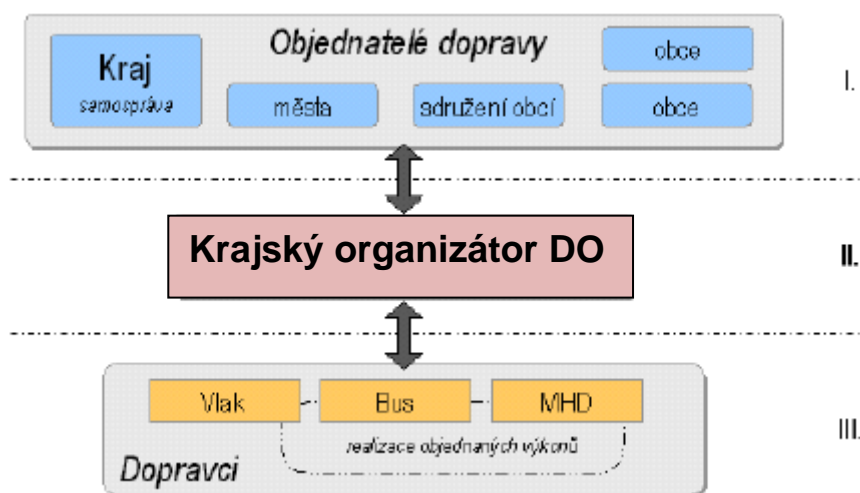 Objednatelé dopravy
Kraj
samospráva
města
sdružení obcí
obce
obce
I.
Krajský organizátor DO
II.
Vlak
Bus
MHD
realizace objednaných výkonů
Dopravci
III.